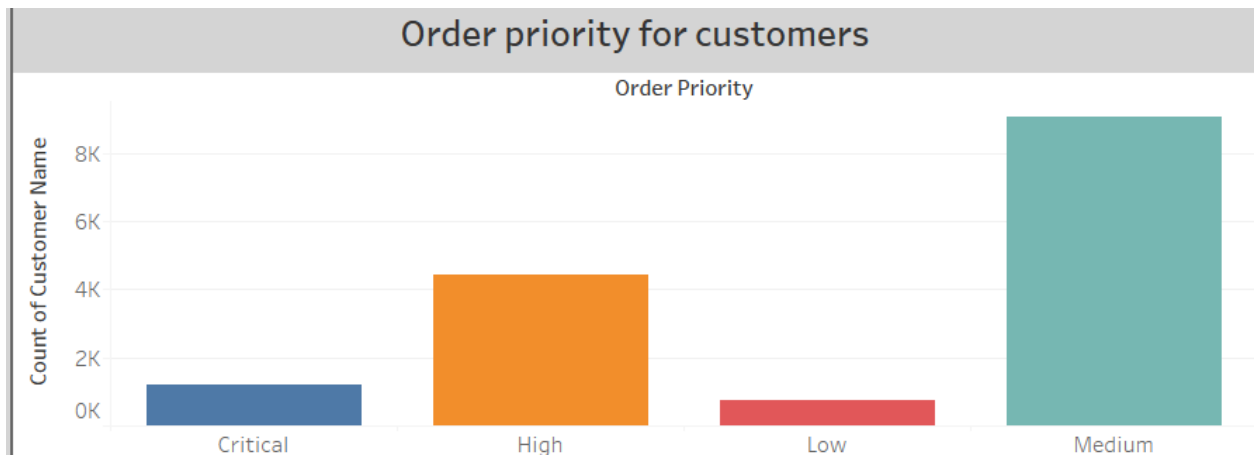 Order priority for customers
Order Priority
Count of Customer Name
8K
6K
4K
2K
0K
Critical High Low Medium